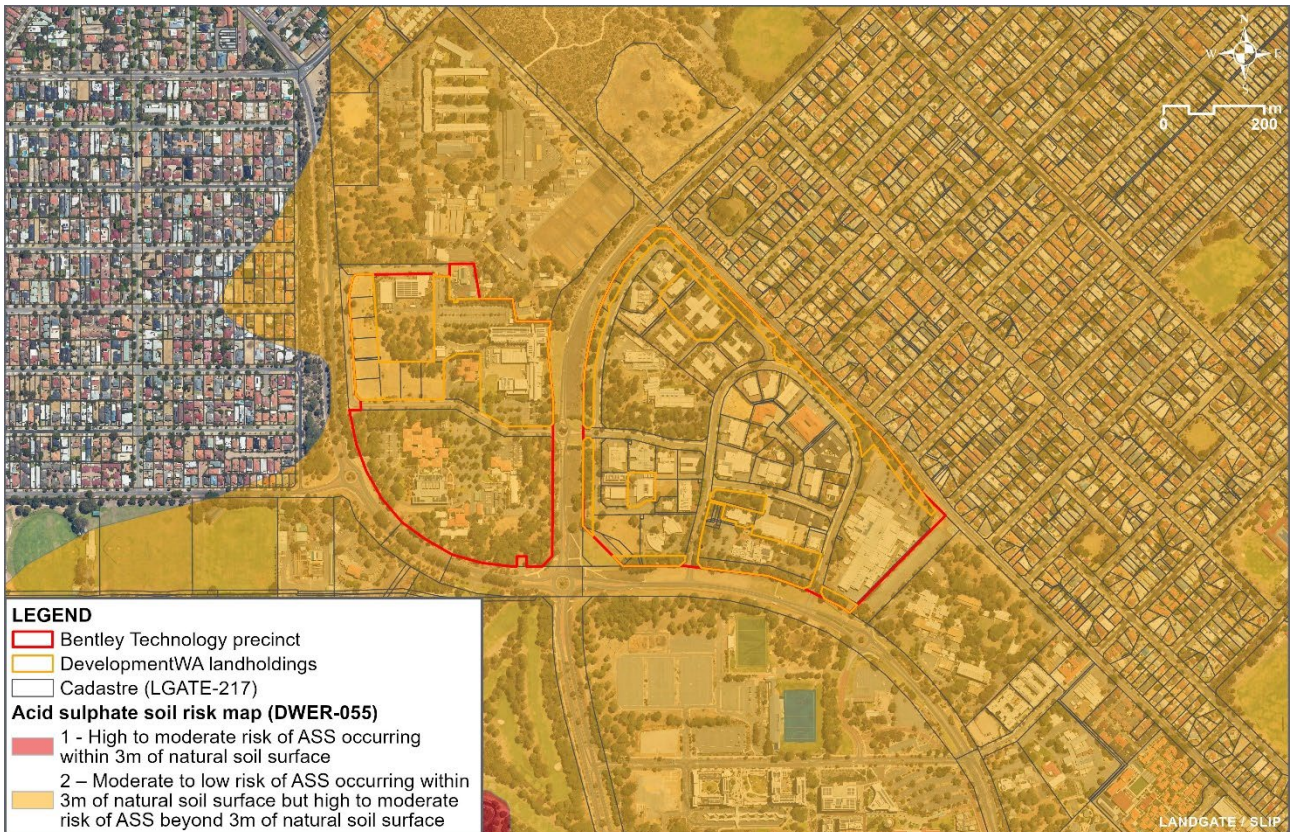 N
W E
S
m
0 200
LEGEND
Bentley Technology precinct
DevelopmentWA landholdings
Cadastre (LGATE-217)
Acid sulphate soil risk map (DWER-055)
1 - High to moderate risk of ASS occurring
within 3m of natural soil surface
2 – Moderate to low risk of ASS occurring within
3m of natural soil surface but high to moderate
risk of ASS beyond 3m of natural soil surface
LANDGATE / SLIP